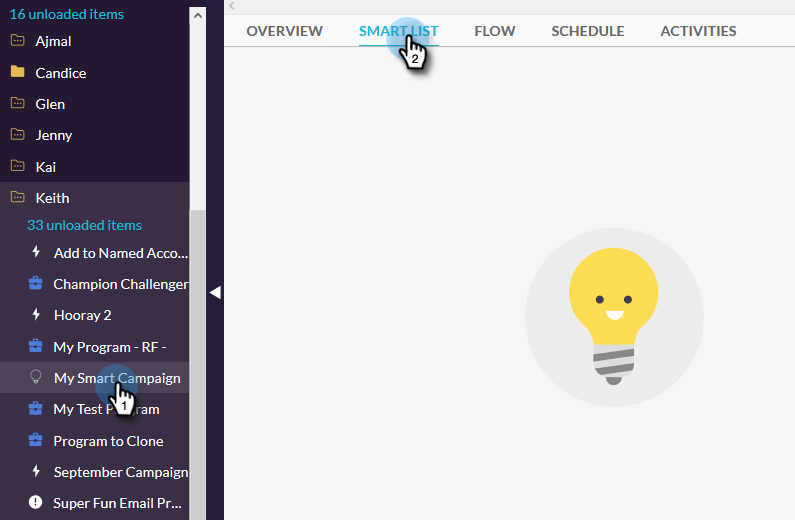 16 unloaded items
Ajmal
Candice
Glen
Jenny
Kai
Keith
33 unloaded items
Add to Named Acco...
Champion Challenger
Hooray 2
My Program - RF -
My Smart Campaign
1
My Test Program
Program to Clone
September Campaign
Super Fun Email Pr...
OVERVIEW SMART LIST FLOW SCHEDULE ACTIVITIES
2